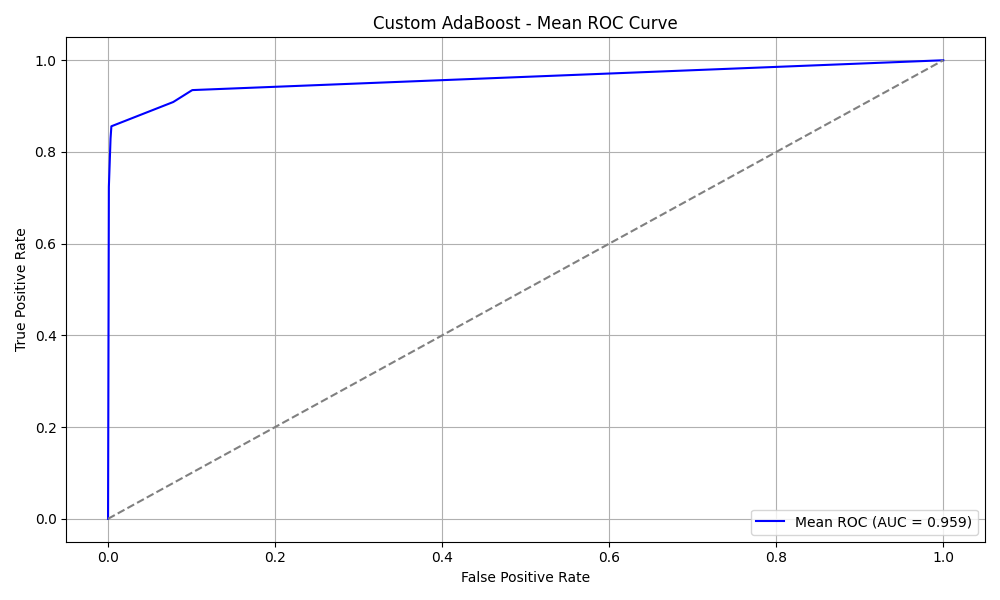 Custom AdaBoost - Mean ROC Curve
True Positive Rate
1.0
0.8
0.6
0.4
0.2
0.0
Mean ROC (AUC = 0.959)
0.0 0.2 0.4 0.6 0.8 1.0
False Positive Rate